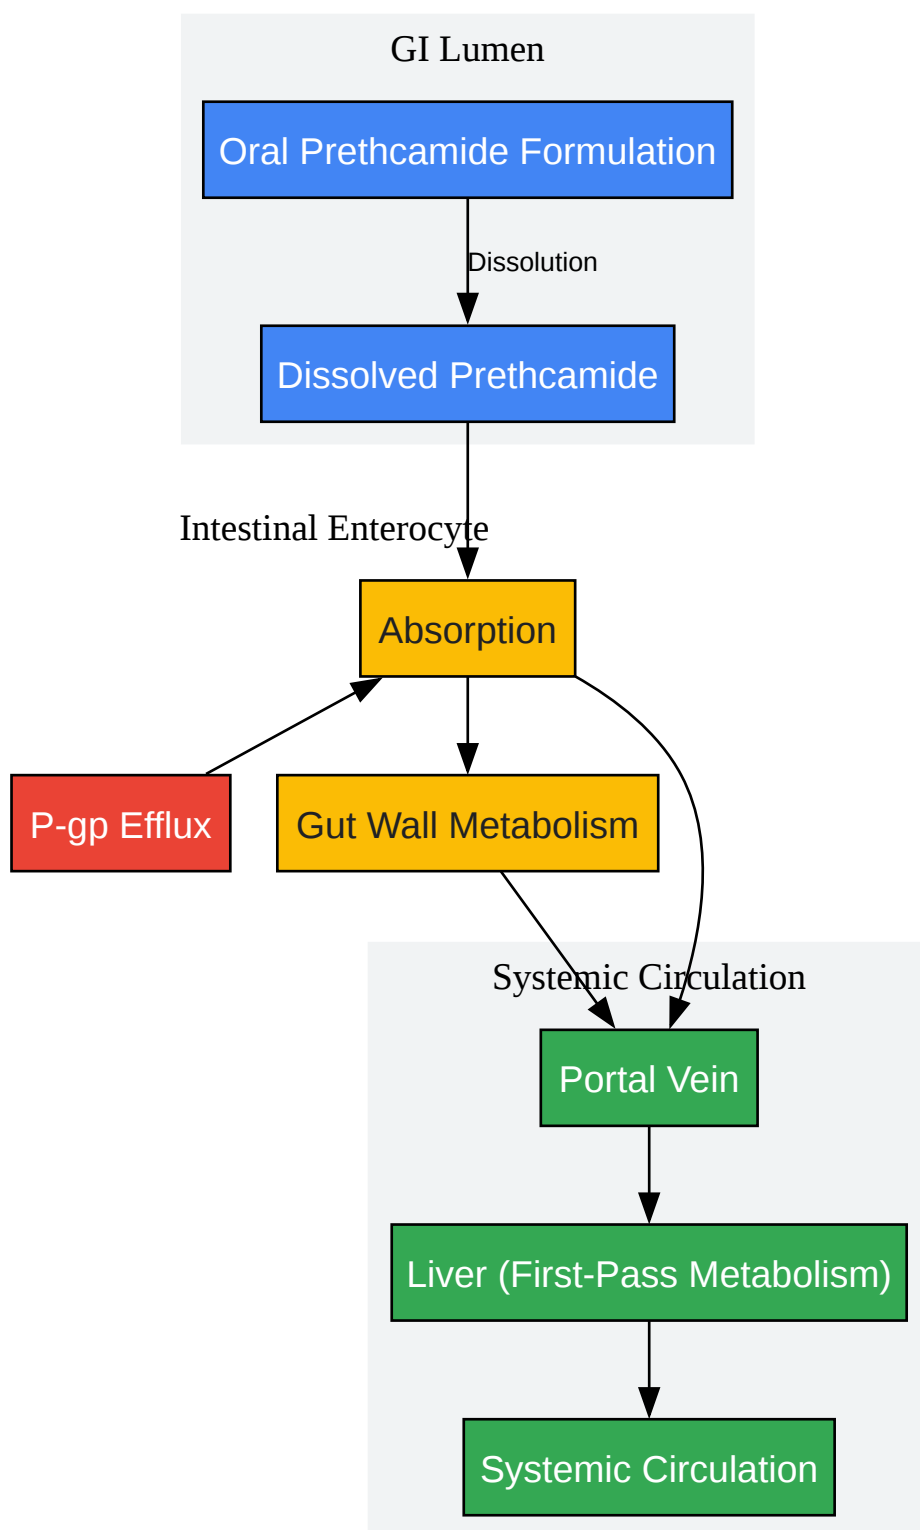 GI Lumen
Oral Prethcamide Formulation
Dissolution
Dissolved Prethcamide
Intestinal Enterocyte
Absorption
P-gp Efflux
Gut Wall Metabolism
Systemic Circulation
Portal Vein
Liver (First-Pass Metabolism)
Systemic Circulation